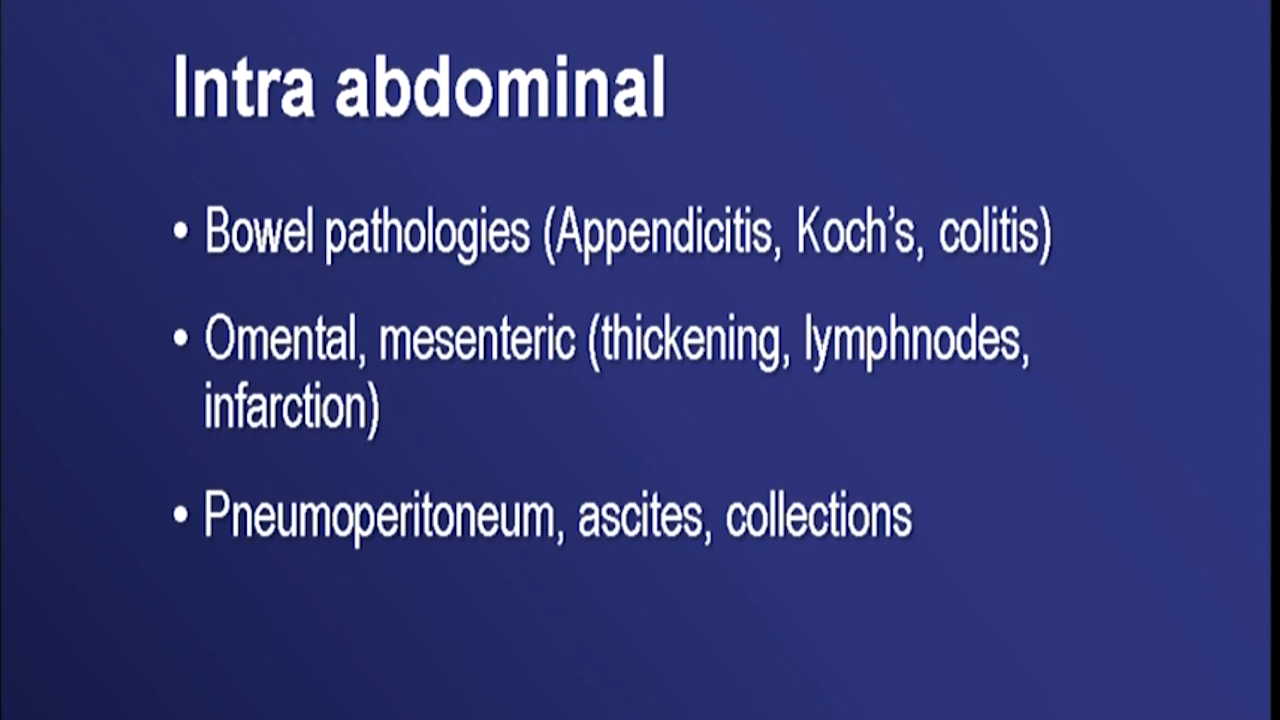 Intra abdominal
• Bowel pathologies (Appendicitis, Koch’s, colitis)
• Omental, mesenteric (thickening, lymphnodes,
infarction)
• Pneumoperitoneum, ascites, collections